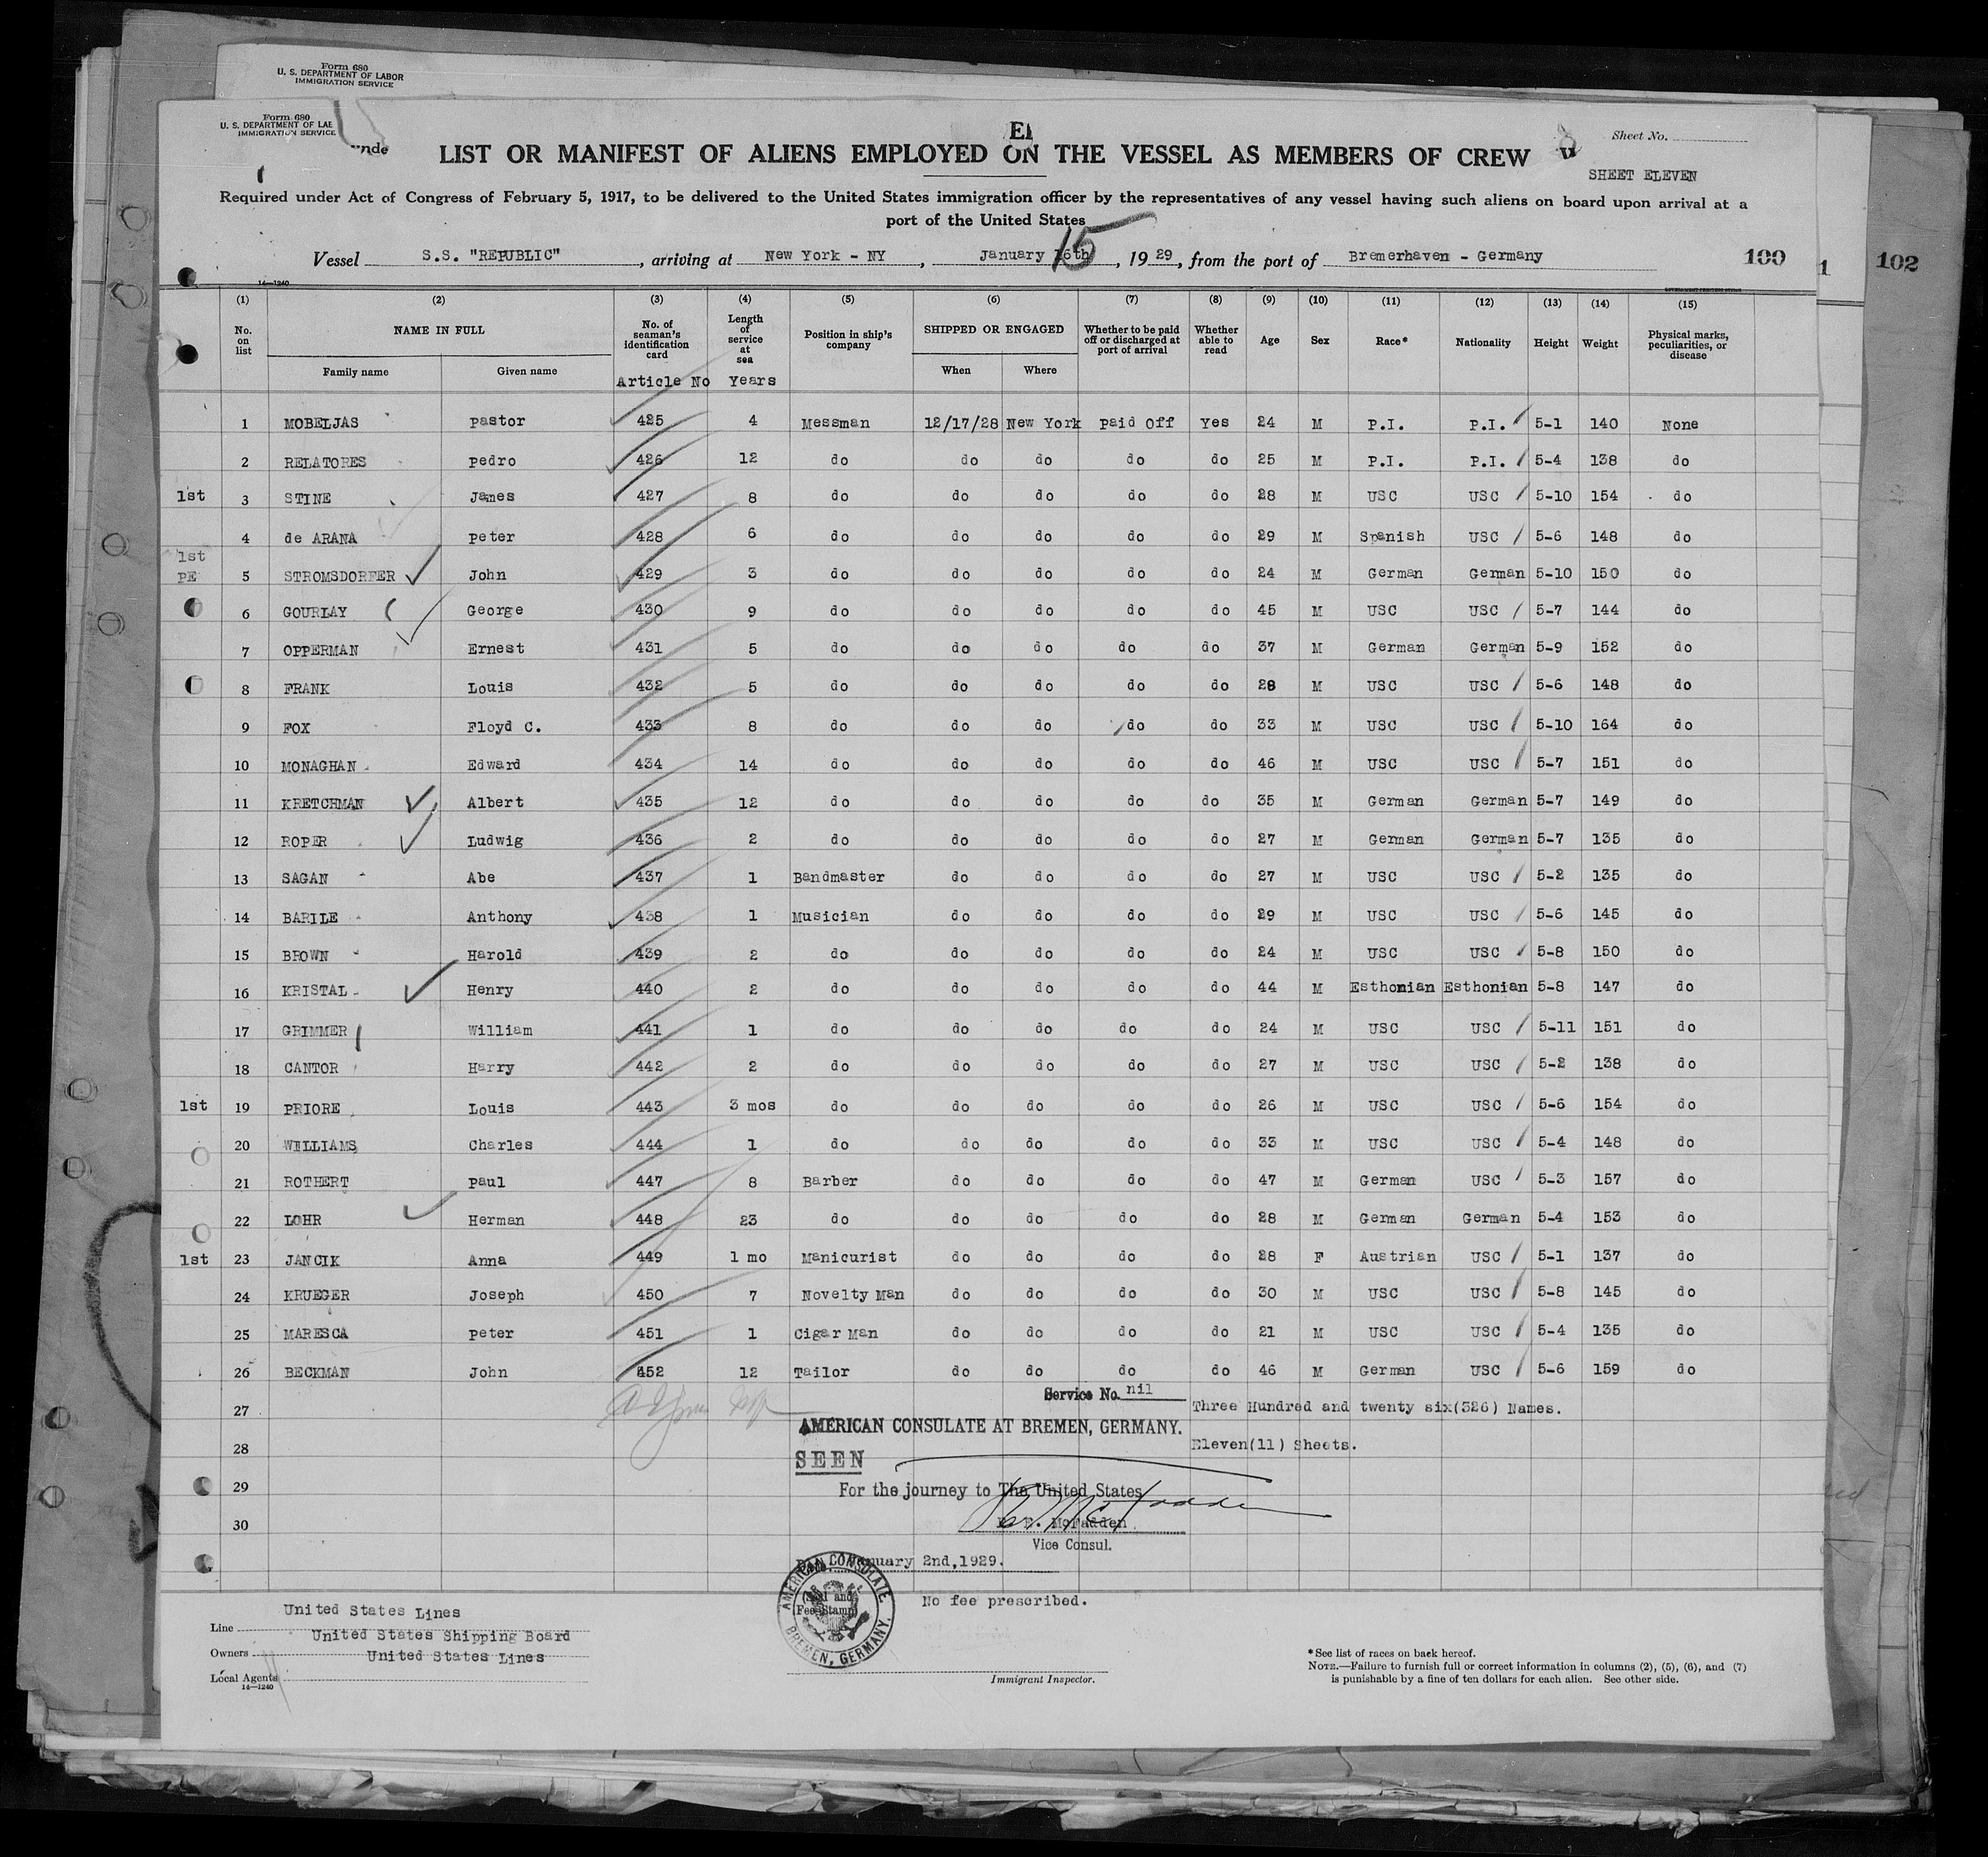 Form 680
U. S. DEPARTMENT OF LABOR
IMMIGRATION SERVICE
Form 680
U. S. DEPARTMENT OF LAB
IMMIGRATION SERVICE
LIST OR MANIFEST OF ALIENS EMPLOYED ON THE VESSEL AS MEMBERS OF CREW
Sheet No.
SHEET ELEVEN
Required under Act of Congress of February 5, 1917, to be delivered to the United States immigration officer by the representatives of any vessel having such aliens on board upon arrival at a
port of the United States
Vessel S.S. "REPUBLIC", arriving at New York - NY, January 15, 1929, from the port of Bremerhaven - Germany 100
102
14—1240
(1) (2) (3) (4) (5) (6) (7) (8) (9) (10) (11) (12) (13) (14) (15)
No. on list NAME IN FULL No. of seaman's identification card Length of service at sea Position in ship's company SHIPPED OR ENGAGED Whether to be paid off or discharged at port of arrival Whether able to read Age Sex Race* Nationality Height Weight Physical marks, peculiarities, or disease
Family name Given name Article No Years When Where
1 MOBELJAS Pastor 425 4 Messman 12/17/28 New York Paid Off Yes 24 M P.I. P.I. 5-1 140 None
2 RELATORES Pedro 426 12 do do do do do 25 M P.I. P.I. 5-4 138 do
1st 3 STINE James 427 8 do do do do do 28 M USC USC 5-10 154 do
4 de ARANA Peter 428 6 do do do do do 29 M Spanish USC 5-6 148 do
1st PE 5 STROMSDORFER John 429 3 do do do do do 24 M German German 5-10 150 do
6 GOURLAY George 430 9 do do do do do 45 M USC USC 5-7 144 do
7 OPPERMAN Ernest 431 5 do do do do do 37 M German German 5-9 152 do
8 FRANK Louis 432 5 do do do do do 28 M USC USC 5-6 148 do
9 FOX Floyd C. 433 8 do do do do do 33 M USC USC 5-10 164 do
10 MONAGHAN Edward 434 14 do do do do do 46 M USC USC 5-7 151 do
11 KRETCHMAN Albert 435 12 do do do do do 35 M German German 5-7 149 do
12 ROPER Ludwig 436 2 do do do do do 27 M German German 5-7 135 do
13 SAGAN Abe 437 1 Bandmaster do do do do 27 M USC USC 5-2 135 do
14 BARILE Anthony 438 1 Musician do do do do 29 M USC USC 5-6 145 do
15 BROWN Harold 439 2 do do do do do 24 M USC USC 5-8 150 do
16 KRISTAL Henry 440 2 do do do do do 44 M Esthonian Esthonian 5-8 147 do
17 GRIMMER William 441 1 do do do do do 24 M USC USC 5-11 151 do
18 CANTOR Harry 442 2 do do do do do 27 M USC USC 5-2 138 do
1st 19 PRIORE Louis 443 3 mos do do do do do 26 M USC USC 5-6 154 do
20 WILLIAMS Charles 444 1 do do do do do 33 M USC USC 5-4 148 do
21 ROTHERT Paul 447 8 Barber do do do do 47 M German USC 5-3 157 do
22 LOHR Herman 448 23 do do do do do 28 M German German 5-4 153 do
1st 23 JANCIK Anna 449 1 mo Manicurist do do do do 28 F Austrian USC 5-1 137 do
24 KRUEGER Joseph 450 7 Novelty Man do do do do 30 M USC USC 5-8 145 do
25 MARESCA Peter 451 1 Cigar Man do do do do 21 M USC USC 5-4 135 do
26 BECKMAN John 452 12 Tailor do do do do 46 M German USC 5-6 159 do
Service No. nil
27 Three Hundred and twenty six(326) Names.
AMERICAN CONSULATE AT BREMEN, GERMANY.
28 Eleven(11) Sheets.
SEEN
29 For the journey to The United States
30 McFadden
Vice Consul.
January 2nd,1929.
AMERICAN CONSULATE BREMEN, GERMANY.
(Seal and Fee Stamp)
No fee prescribed.
Line United States Lines
Owners United States Shipping Board
Local Agents United States Lines
14—1240
Immigrant Inspector.
*See list of races on back hereof.
NOTE.—Failure to furnish full or correct information in columns (2), (5), (6), and (7)
is punishable by a fine of ten dollars for each alien. See other side.